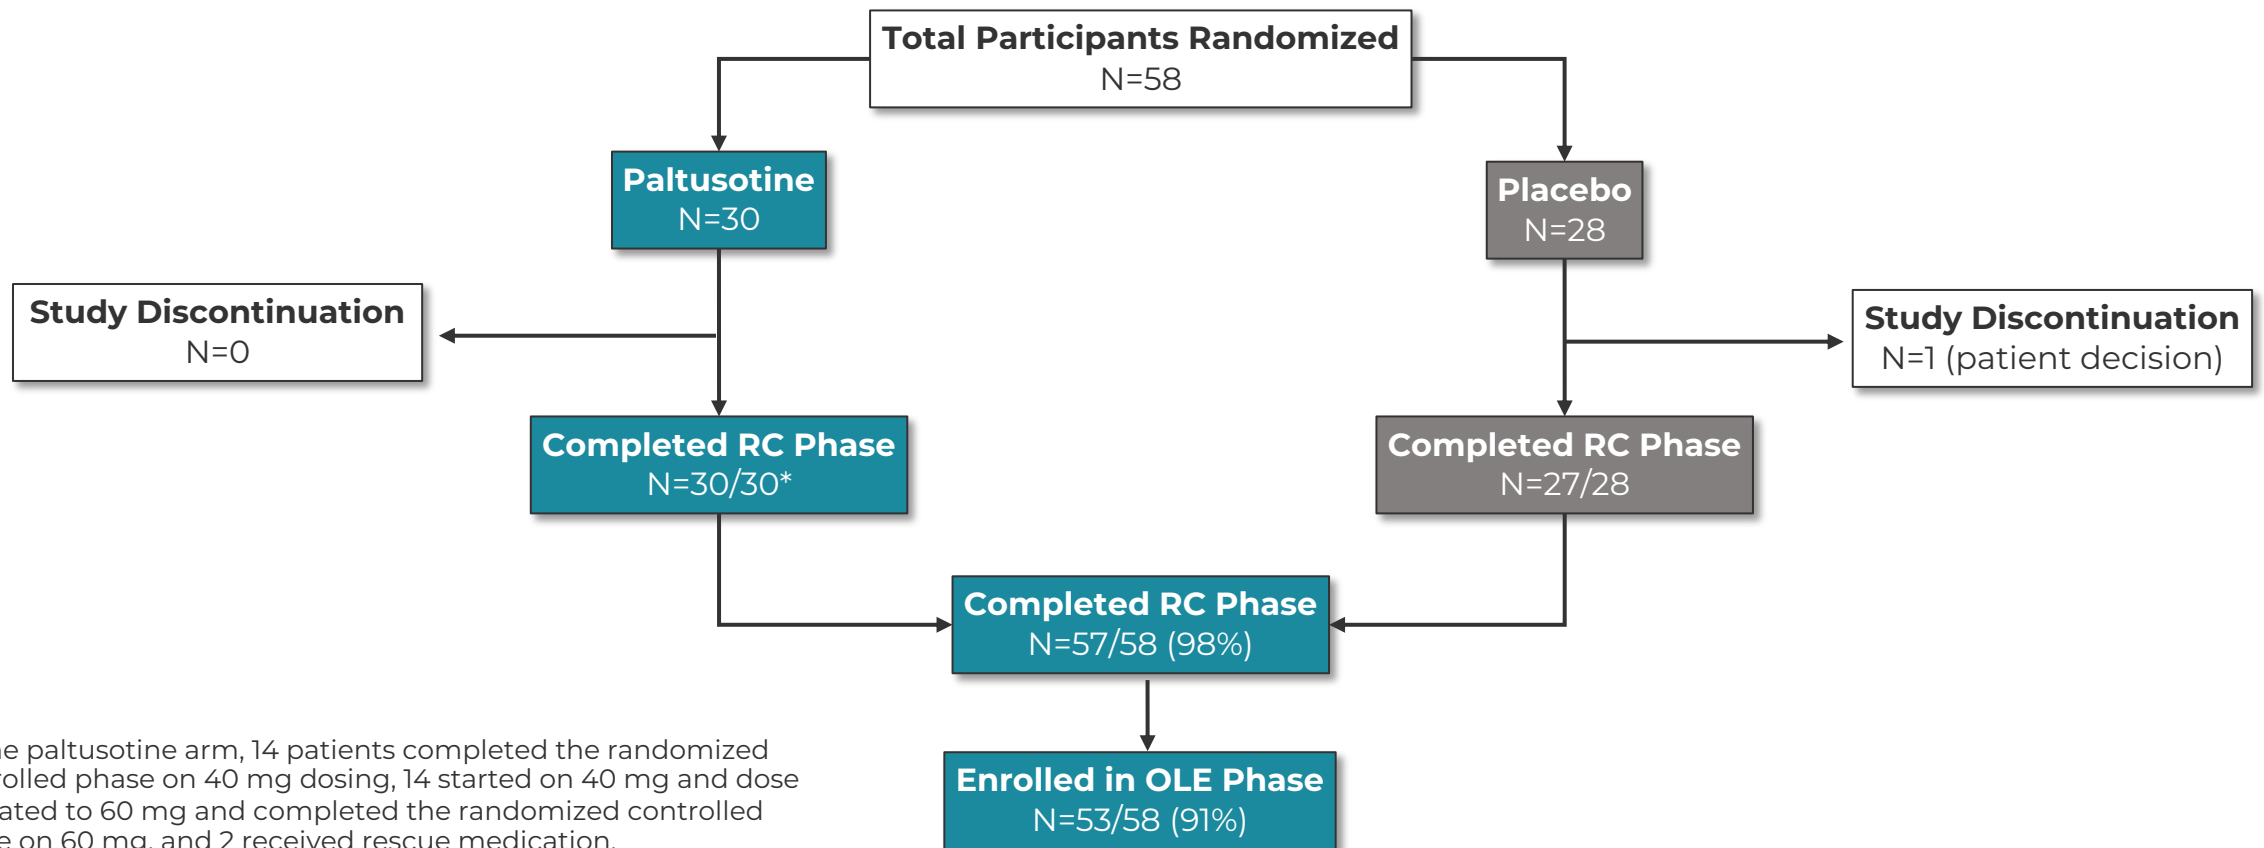 Total Participants Randomized
N=58
Paltusotine
N=30
Placebo
N=28
Study Discontinuation
N=0
Study Discontinuation
N=1 (patient decision)
Completed RC Phase
N=30/30*
Completed RC Phase
N=27/28
Completed RC Phase
N=57/58 (98%)
Enrolled in OLE Phase
N=53/58 (91%)
paltusotine arm, 14 patients completed the randomized
phase on 40 mg dosing, 14 started on 40 mg and dose
to 60 mg and completed the randomized controlled
on 60 mg, and 2 received rescue medication.